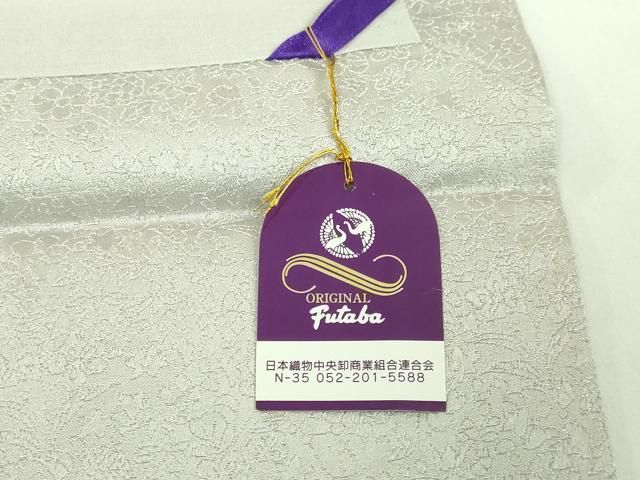 ORIGINAL
Futaba
日本織物中央卸商業組合連合会
N-35 052-201-5588